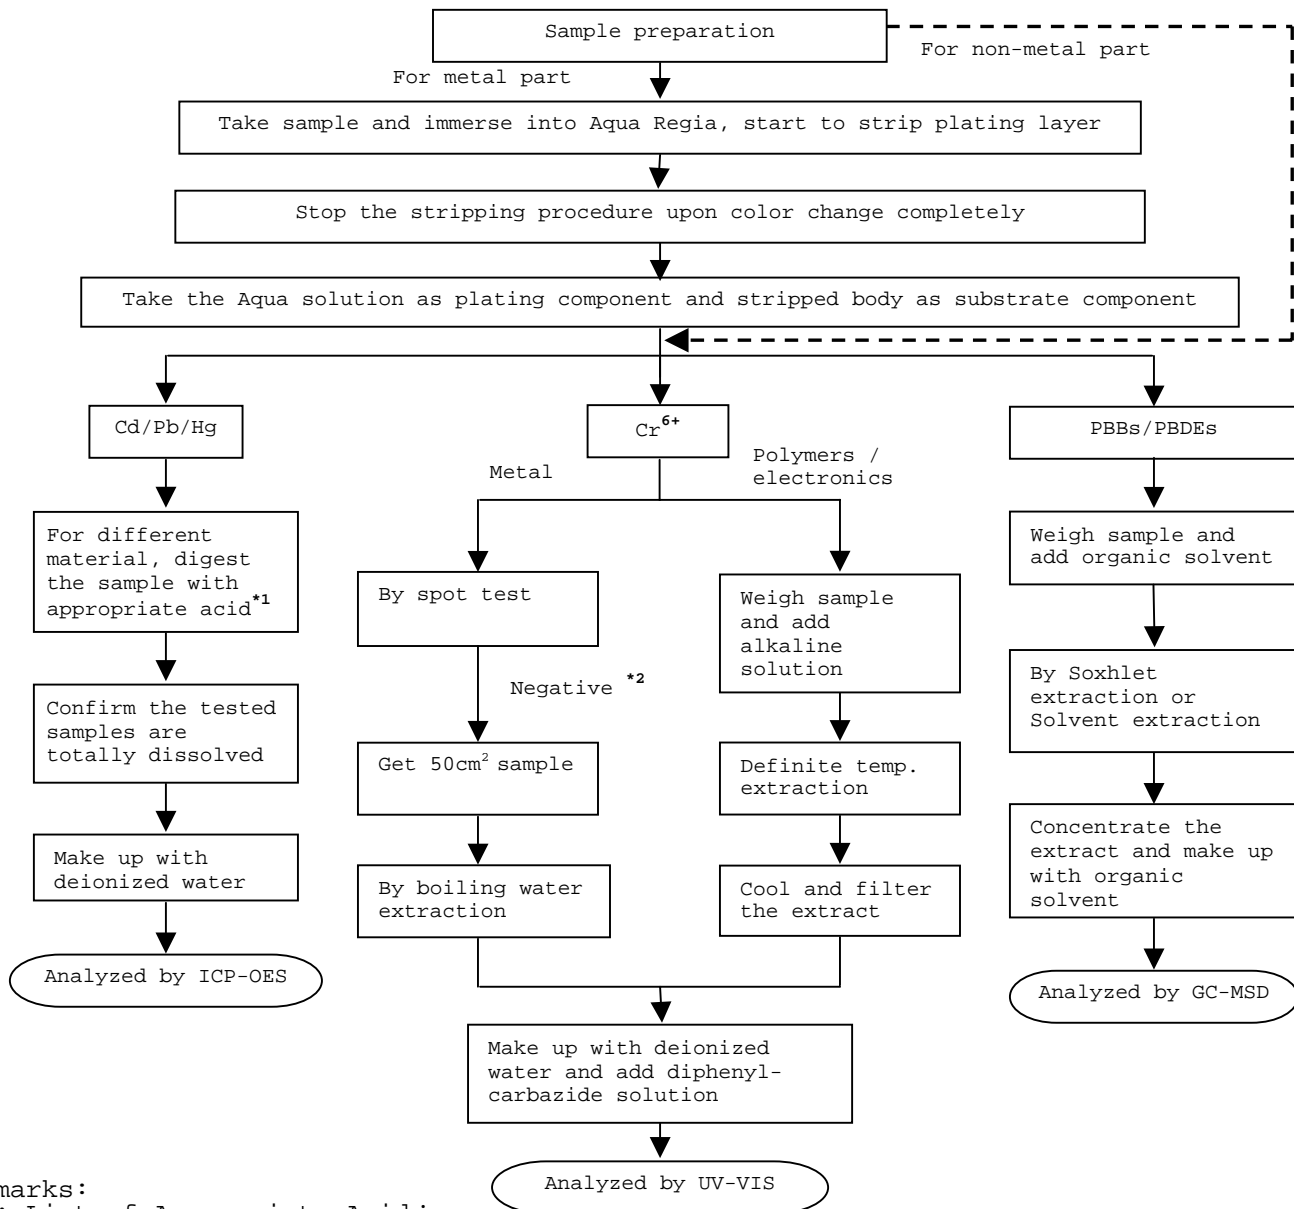 Sample preparation
For non-metal part
For metal part
Take sample and immerse into Aqua Regia, start to strip plating layer
Stop the stripping procedure upon color change completely
Take the Aqua solution as plating component and stripped body as substrate component
Cd/Pb/Hg
For different
material, digest
the sample with
appropriate acid*1
Confirm the tested
samples are
totally dissolved
Make up with
deionized water
Analyzed by ICP-OES
Cr6+
Metal
By spot test
Negative *2
Get 50cm2 sample
By boiling water
extraction
Polymers /
electronics
Weigh sample
and add
alkaline
solution
Definite temp.
extraction
Cool and filter
the extract
Make up with deionized
water and add diphenyl-
carbazide solution
Analyzed by UV-VIS
PBBs/PBDEs
Weigh sample and
add organic solvent
By Soxhlet
extraction or
Solvent extraction
Concentrate the
extract and make up
with organic
solvent
Analyzed by GC-MSD
marks:
List of Appropriate Acid: